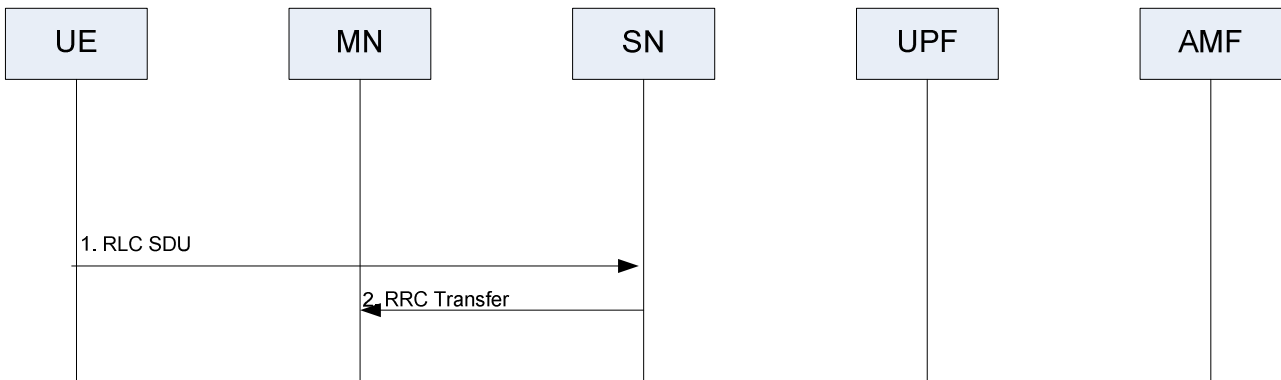 UE
MN
SN
UPF
AMF
1. RLC SDU
2. RRC Transfer